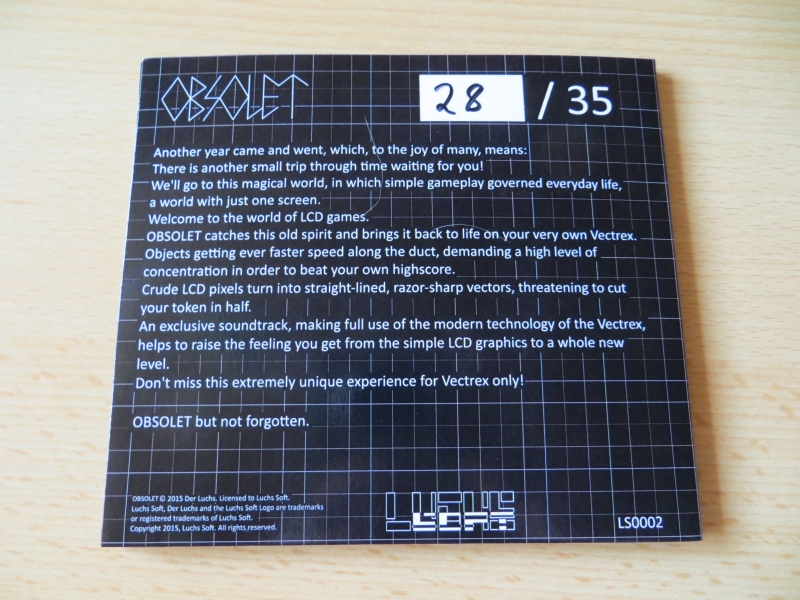 OBSOLET
28 / 35
Another year came and went, which, to the joy of many, means:
There is another small trip through time waiting for you!
We'll go to this magical world, in which simple gameplay governed everyday life,
a world with just one screen.
Welcome to the world of LCD games.
OBSOLET catches this old spirit and brings it back to life on your very own Vectrex.
Objects getting ever faster speed along the duct, demanding a high level of
concentration in order to beat your own highscore.
Crude LCD pixels turn into straight-lined, razor-sharp vectors, threatening to cut
your token in half.
An exclusive soundtrack, making full use of the modern technology of the Vectrex,
helps to raise the feeling you get from the simple LCD graphics to a whole new
level.
Don't miss this extremely unique experience for Vectrex only!
OBSOLET but not forgotten.
OBSOLET © 2015 Der Luchs. Licensed to Luchs Soft.
Luchs Soft, Der Luchs and the Luchs Soft Logo are trademarks
or registered trademarks of Luchs Soft.
Copyright 2015, Luchs Soft. All rights reserved.
LUCHS
SOFT
LS0002